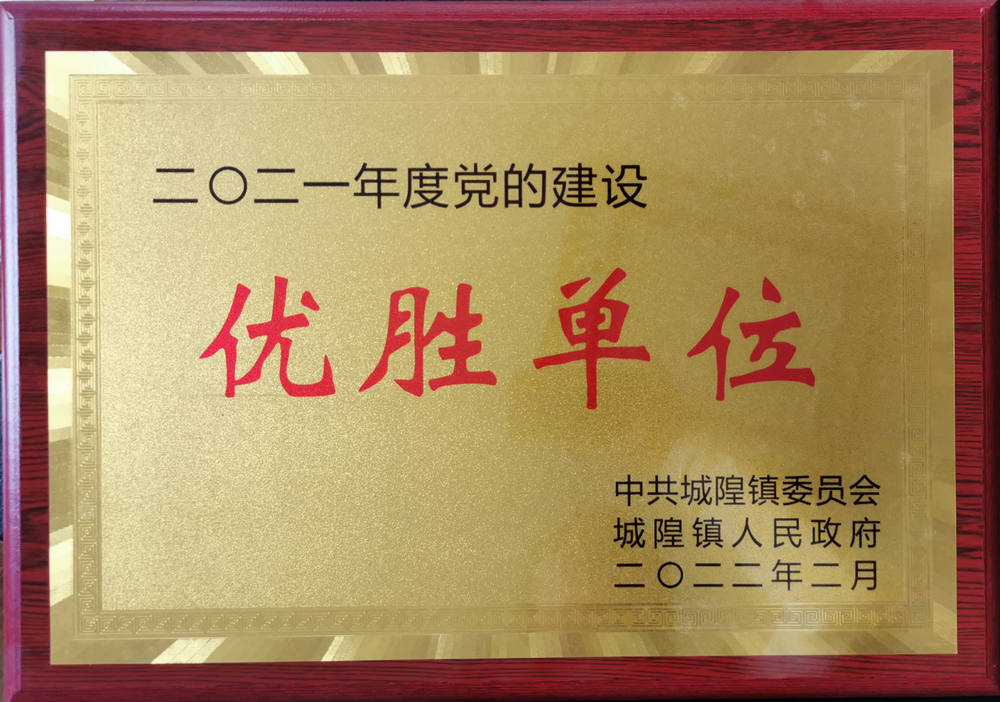 二〇二一年度党的建设
优胜单位
中共城隍镇委员会
城隍镇人民政府
二〇二二年二月